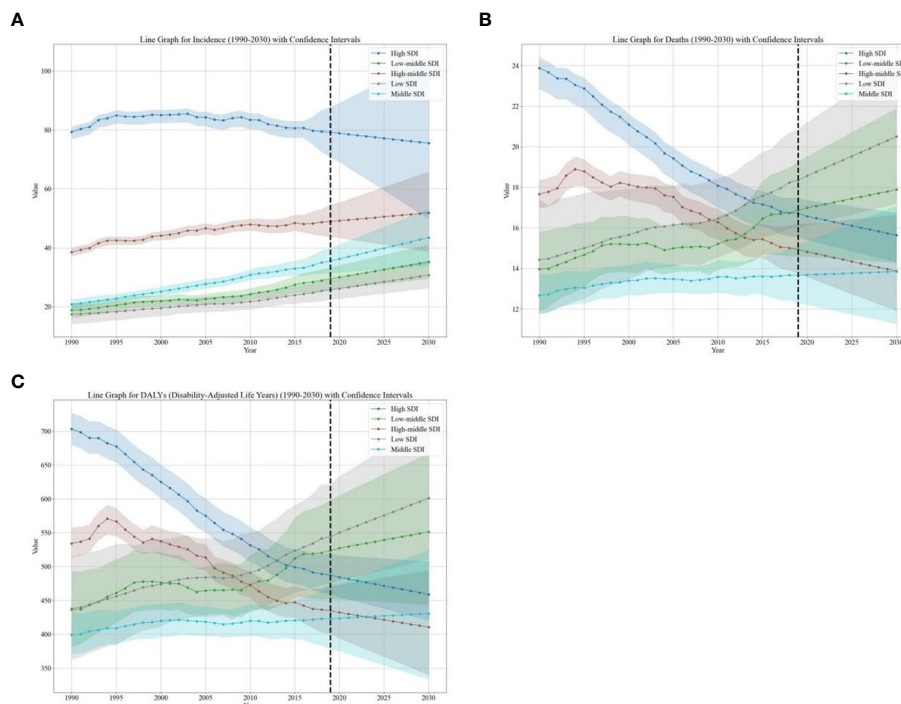 A
Line Graph for Incidence (1990-2030) with Confidence Intervals
High SDI
Low-middle SDI
High-middle SDI
Low SDI
Middle SDI
Value
100
80
60
40
20
1990 1995 2000 2005 2010 2015 2020 2025 2030
Year
B
Line Graph for Deaths (1990-2030) with Confidence Intervals
High SDI
Low-middle SDI
High-middle SDI
Low SDI
Middle SDI
Value
24
22
20
18
16
14
12
1990 1995 2000 2005 2010 2015 2020 2025 2030
Year
C
Line Graph for DALYs (Disability-Adjusted Life Years) (1990-2030) with Confidence Intervals
High SDI
Low-middle SDI
High-middle SDI
Low SDI
Middle SDI
Value
700
650
600
550
500
450
400
350
1990 1995 2000 2005 2010 2015 2020 2025 2030